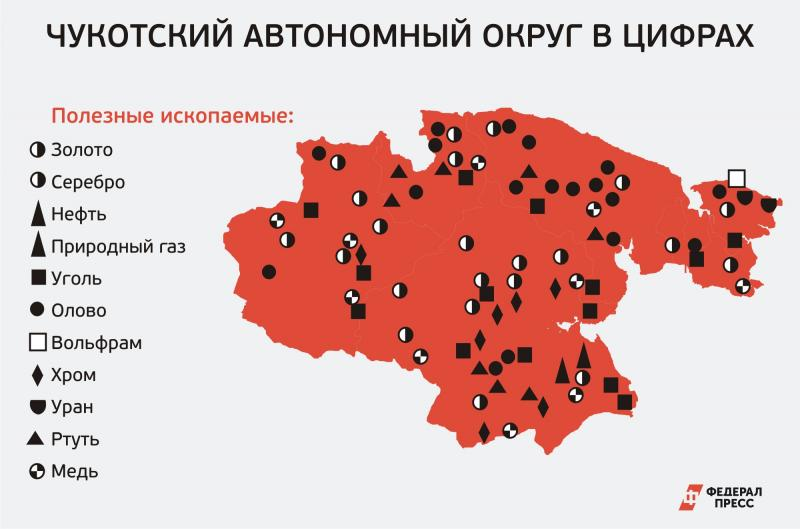 ЧУКОТСКИЙ АВТОНОМНЫЙ ОКРУГ В ЦИФРАХ
Полезные ископаемые:
Золото
Серебро
Нефть
Природный газ
Уголь
Олово
Вольфрам
Хром
Уран
Ртуть
Медь
ФЕДЕРАЛ
ПРЕСС